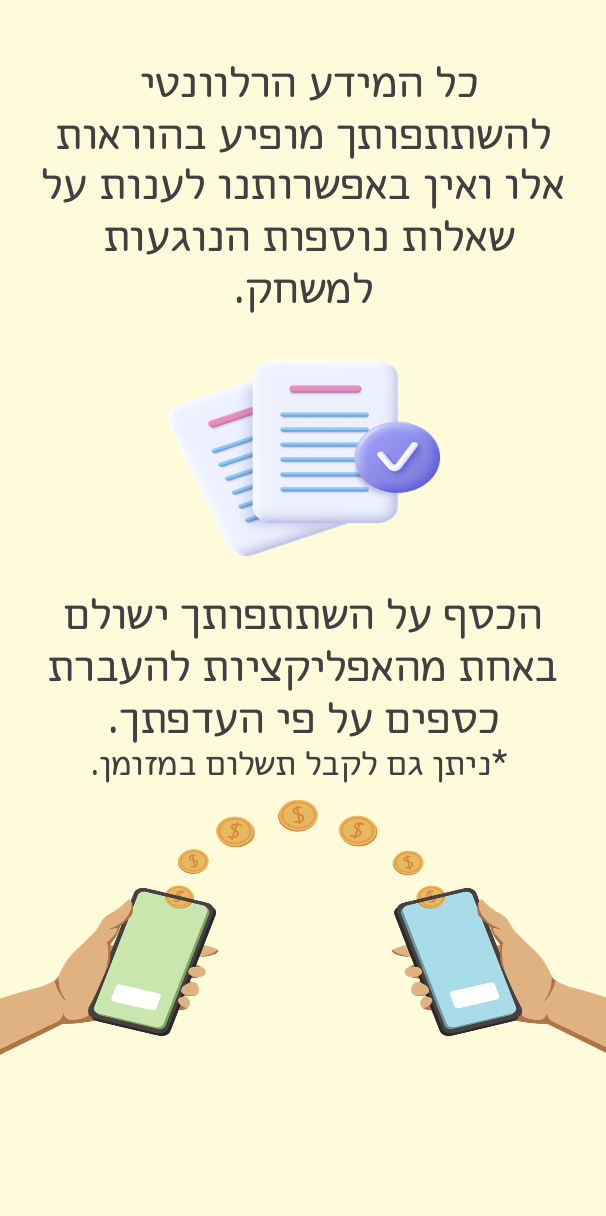 כל המידע הרלוונטי
להשתתפותך מופיע בהוראות
אלו ואין באפשרותנו לענות על
שאלות נוספות הנוגעות
למשחק.
הכסף על השתתפותך ישולם
באחת מהאפליקציות להעברת
כספים על פי העדפתך.
*ניתן גם לקבל תשלום במזומן.
$ $ $ $ $ $ $